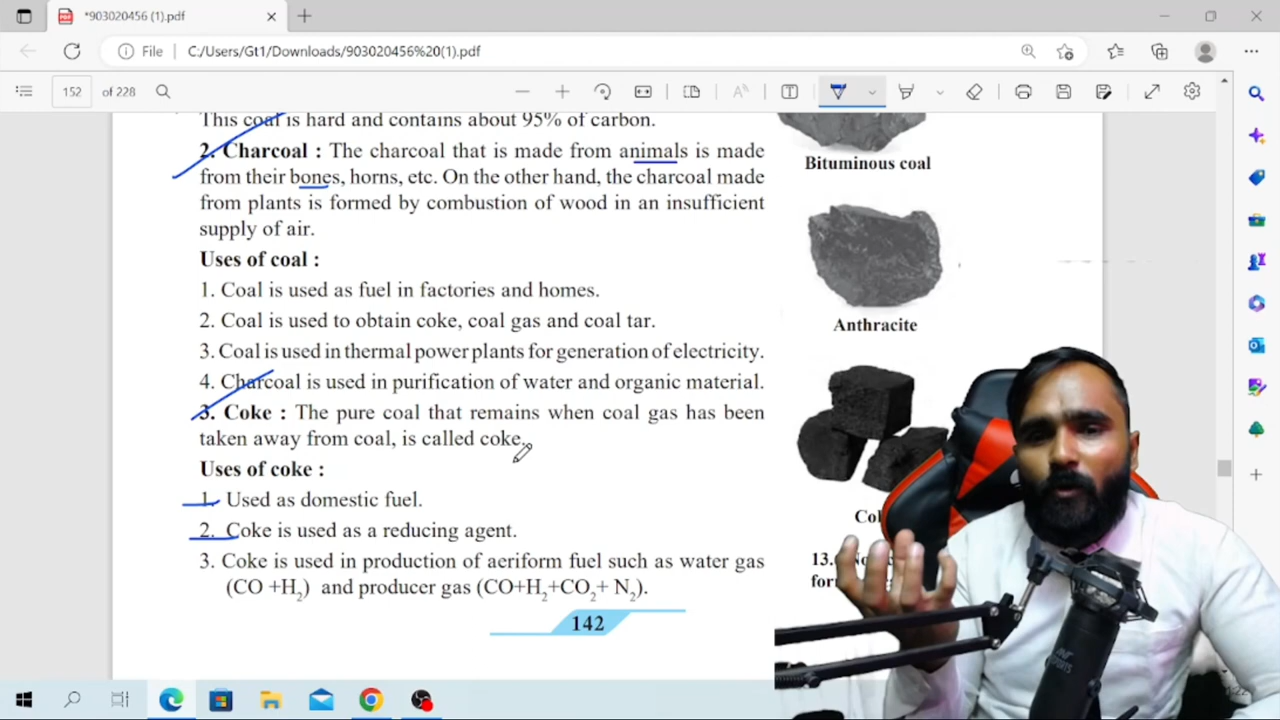 *903020456 (1).pdf
File
C:/Users/Gt1/Downloads/903020456%20(1).pdf
152 of 228
This coal is hard and contains about 95% of carbon.
2. Charcoal : The charcoal that is made from animals is made
from their bones, horns, etc. On the other hand, the charcoal made
from plants is formed by combustion of wood in an insufficient
supply of air.
Uses of coal :
1. Coal is used as fuel in factories and homes.
2. Coal is used to obtain coke, coal gas and coal tar.
3. Coal is used in thermal power plants for generation of electricity.
4. Charcoal is used in purification of water and organic material.
3. Coke : The pure coal that remains when coal gas has been
taken away from coal, is called coke.
Uses of coke :
1. Used as domestic fuel.
2. Coke is used as a reducing agent.
3. Coke is used in production of aeriform fuel such as water gas
(CO +H₂) and producer gas (CO+H₂+CO₂+ N₂).
142
Bituminous coal
Anthracite
13.